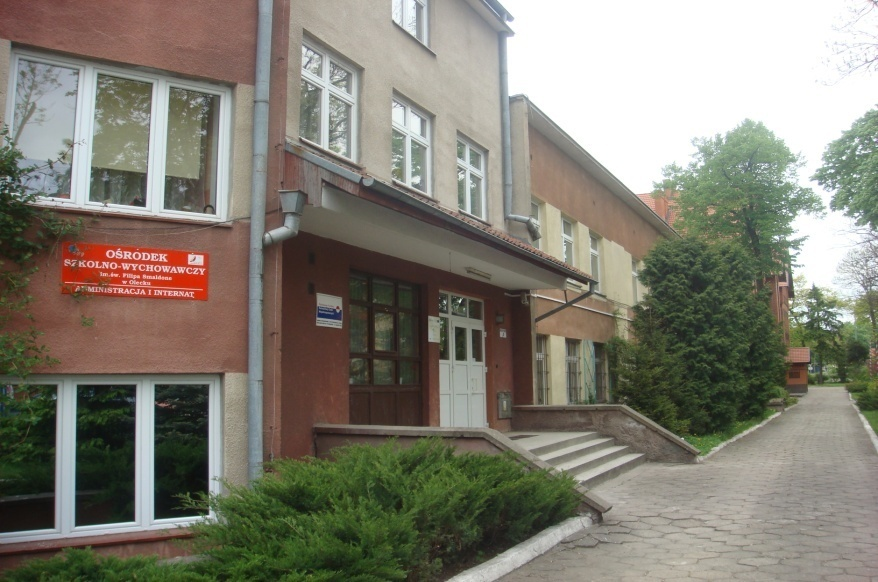 OŚRODEK
SZKOLNO-WYCHOWAWCZY
im.św. Filipa Smaldone
w Olecku
ADMINISTRACJA I INTERNAT